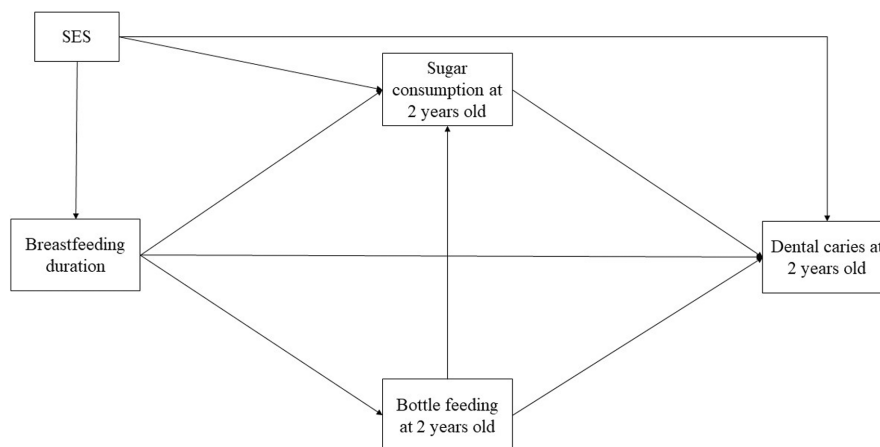 SES
Sugar
consumption at
2 years old
Breastfeeding
duration
Dental caries at
2 years old
Bottle feeding
at 2 years old